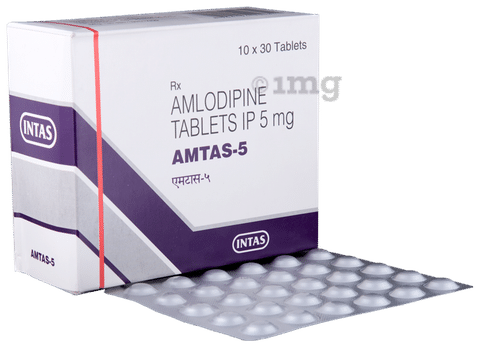 10 x 30 Tablets
Rx
AMLODIPINE
TABLETS IP 5 mg
AMTAS-5
एमटास-५
INTAS
INTAS
AMTAS-5
1mg